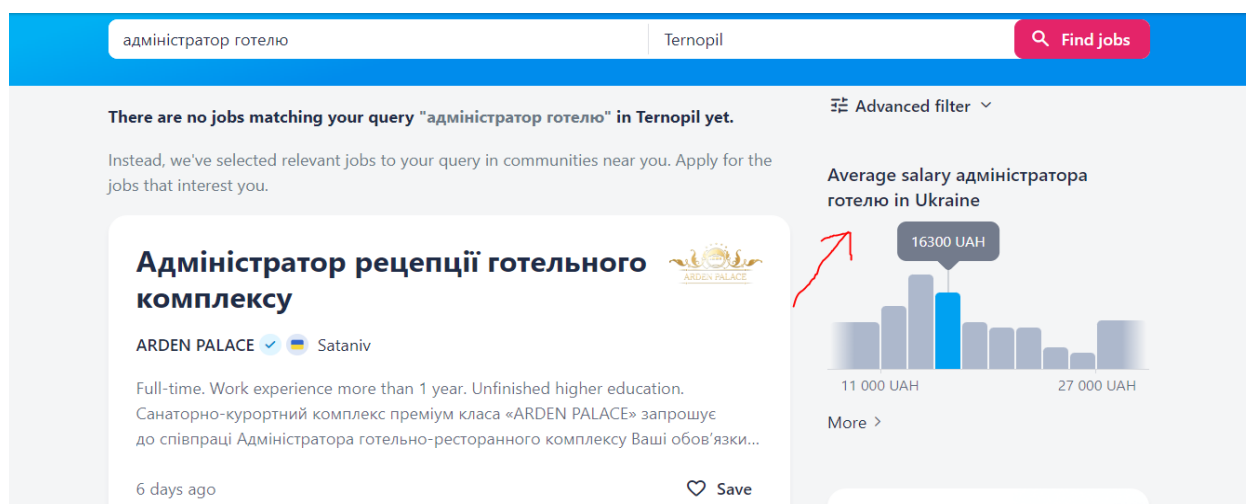 адміністратор готелю
Ternopil
Find jobs
There are no jobs matching your query "адміністратор готелю" in Ternopil yet.
Instead, we've selected relevant jobs to your query in communities near you. Apply for the
jobs that interest you.
Адміністратор рецепції готельного
комплексу
ARDEN PALACE
ARDEN PALACE
Sataniv
Full-time. Work experience more than 1 year. Unfinished higher education.
Санаторно-курортний комплекс преміум класа «ARDEN PALACE» запрошує
до співпраці Адміністратора готельно-ресторанного комплексу Ваші обов’язки...
6 days ago
Save
Advanced filter
Average salary адміністратора
готелю in Ukraine
16300 UAH
11 000 UAH
27 000 UAH
More